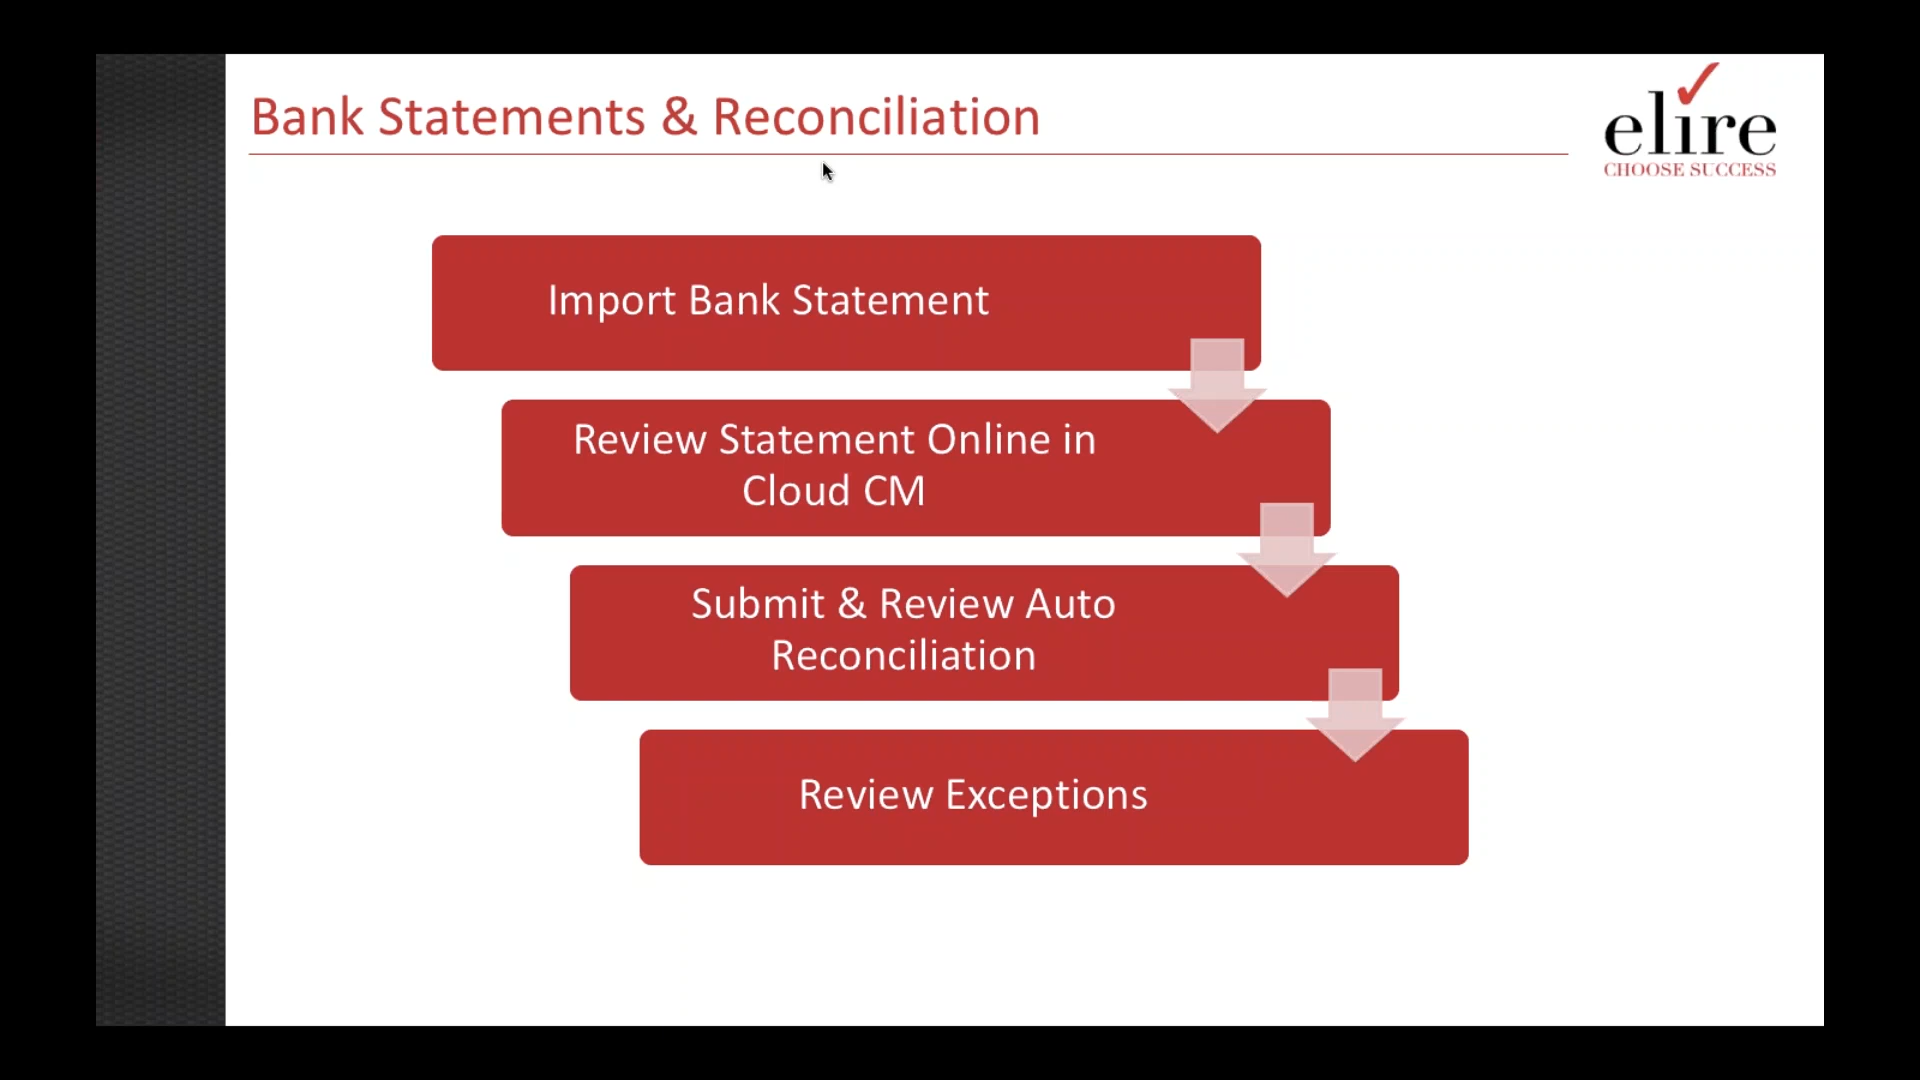 Bank Statements & Reconciliation
elire
CHOOSE SUCCESS
Import Bank Statement
Review Statement Online in
Cloud CM
Submit & Review Auto
Reconciliation
Review Exceptions